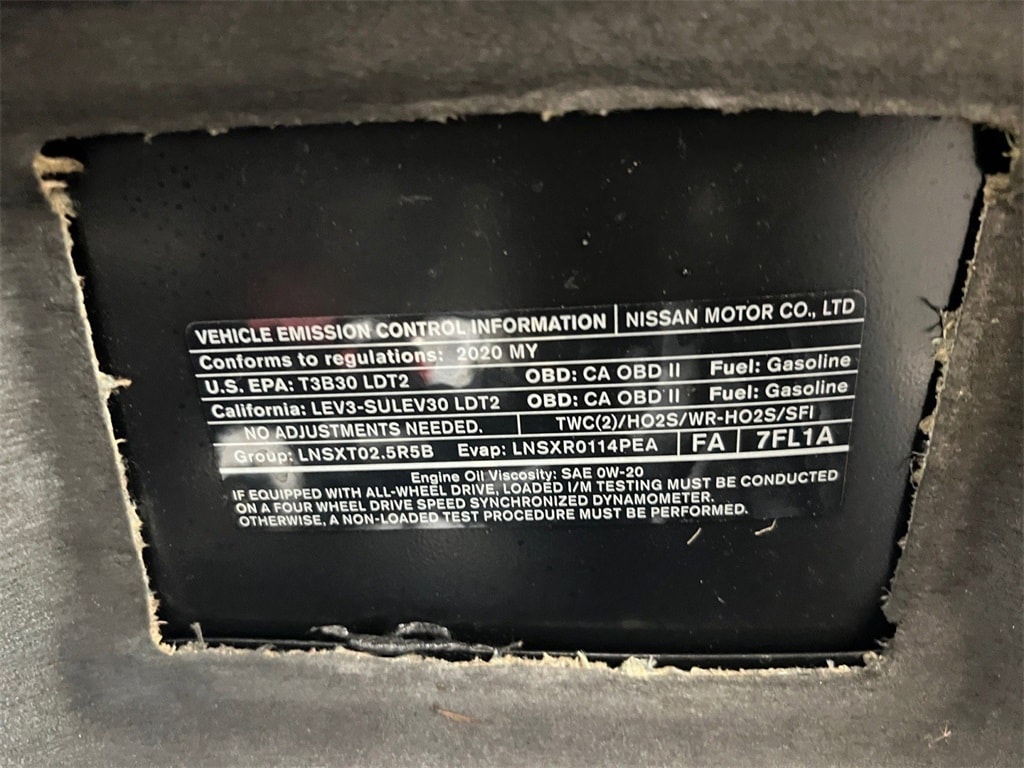 VEHICLE EMISSION CONTROL INFORMATION NISSAN MOTOR CO., LTD
Conforms to regulations: 2020 MY
U.S. EPA: T3B30 LDT2 OBD: CA OBD II Fuel: Gasoline
California: LEV3-SULEV30 LDT2 OBD: CA OBD II Fuel: Gasoline
NO ADJUSTMENTS NEEDED. TWC(2)/HO2S/WR-HO2S/SFI
Group: LNSXT02.5R5B Evap: LNSXR0114PEA FA 7FL1A
Engine Oil Viscosity: SAE 0W-20
IF EQUIPPED WITH ALL-WHEEL DRIVE, LOADED I/M TESTING MUST BE CONDUCTED
ON A FOUR WHEEL DRIVE SPEED SYNCHRONIZED DYNAMOMETER.
OTHERWISE, A NON-LOADED TEST PROCEDURE MUST BE PERFORMED.